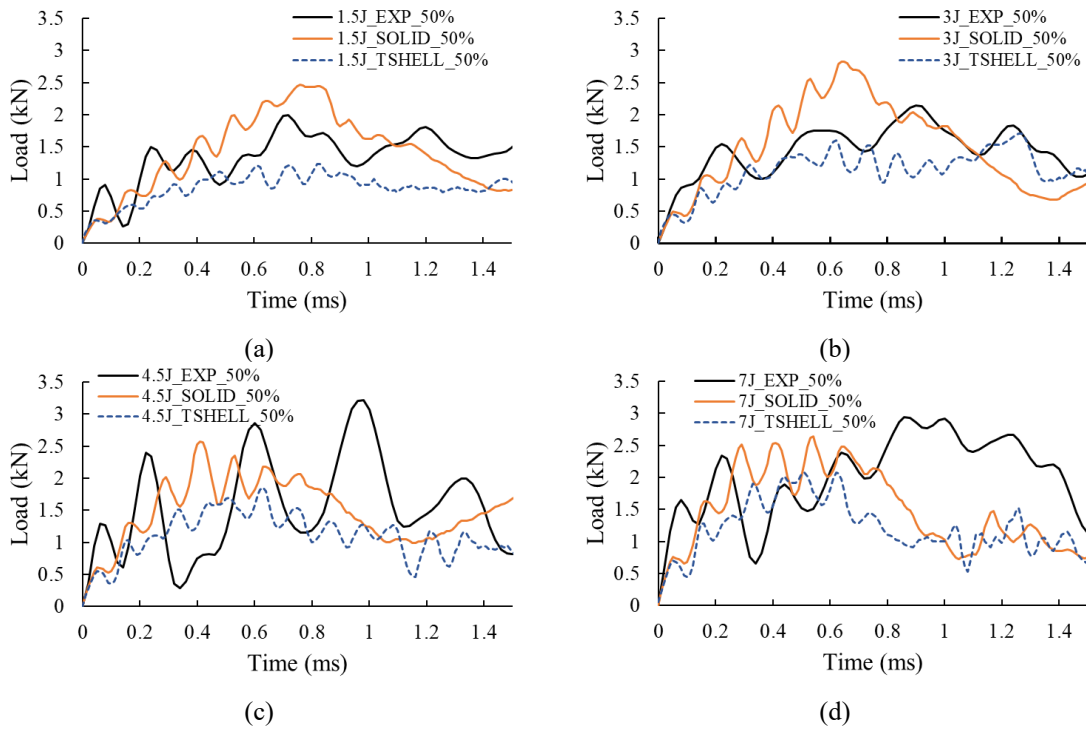 3.5
3
2.5
2
1.5
1
0.5
0
Load (kN)
1.5J_EXP_50%
1.5J_SOLID_50%
1.5J_TSHELL_50%
0 0.2 0.4 0.6 0.8 1 1.2 1.4
Time (ms)
(a)
3.5
3
2.5
2
1.5
1
0.5
0
Load (kN)
3J_EXP_50%
3J_SOLID_50%
3J_TSHELL_50%
0 0.2 0.4 0.6 0.8 1 1.2 1.4
Time (ms)
(b)
3.5
3
2.5
2
1.5
1
0.5
0
Load (kN)
4.5J_EXP_50%
4.5J_SOLID_50%
4.5J_TSHELL_50%
0 0.2 0.4 0.6 0.8 1 1.2 1.4
Time (ms)
(c)
3.5
3
2.5
2
1.5
1
0.5
0
Load (kN)
7J_EXP_50%
7J_SOLID_50%
7J_TSHELL_50%
0 0.2 0.4 0.6 0.8 1 1.2 1.4
Time (ms)
(d)